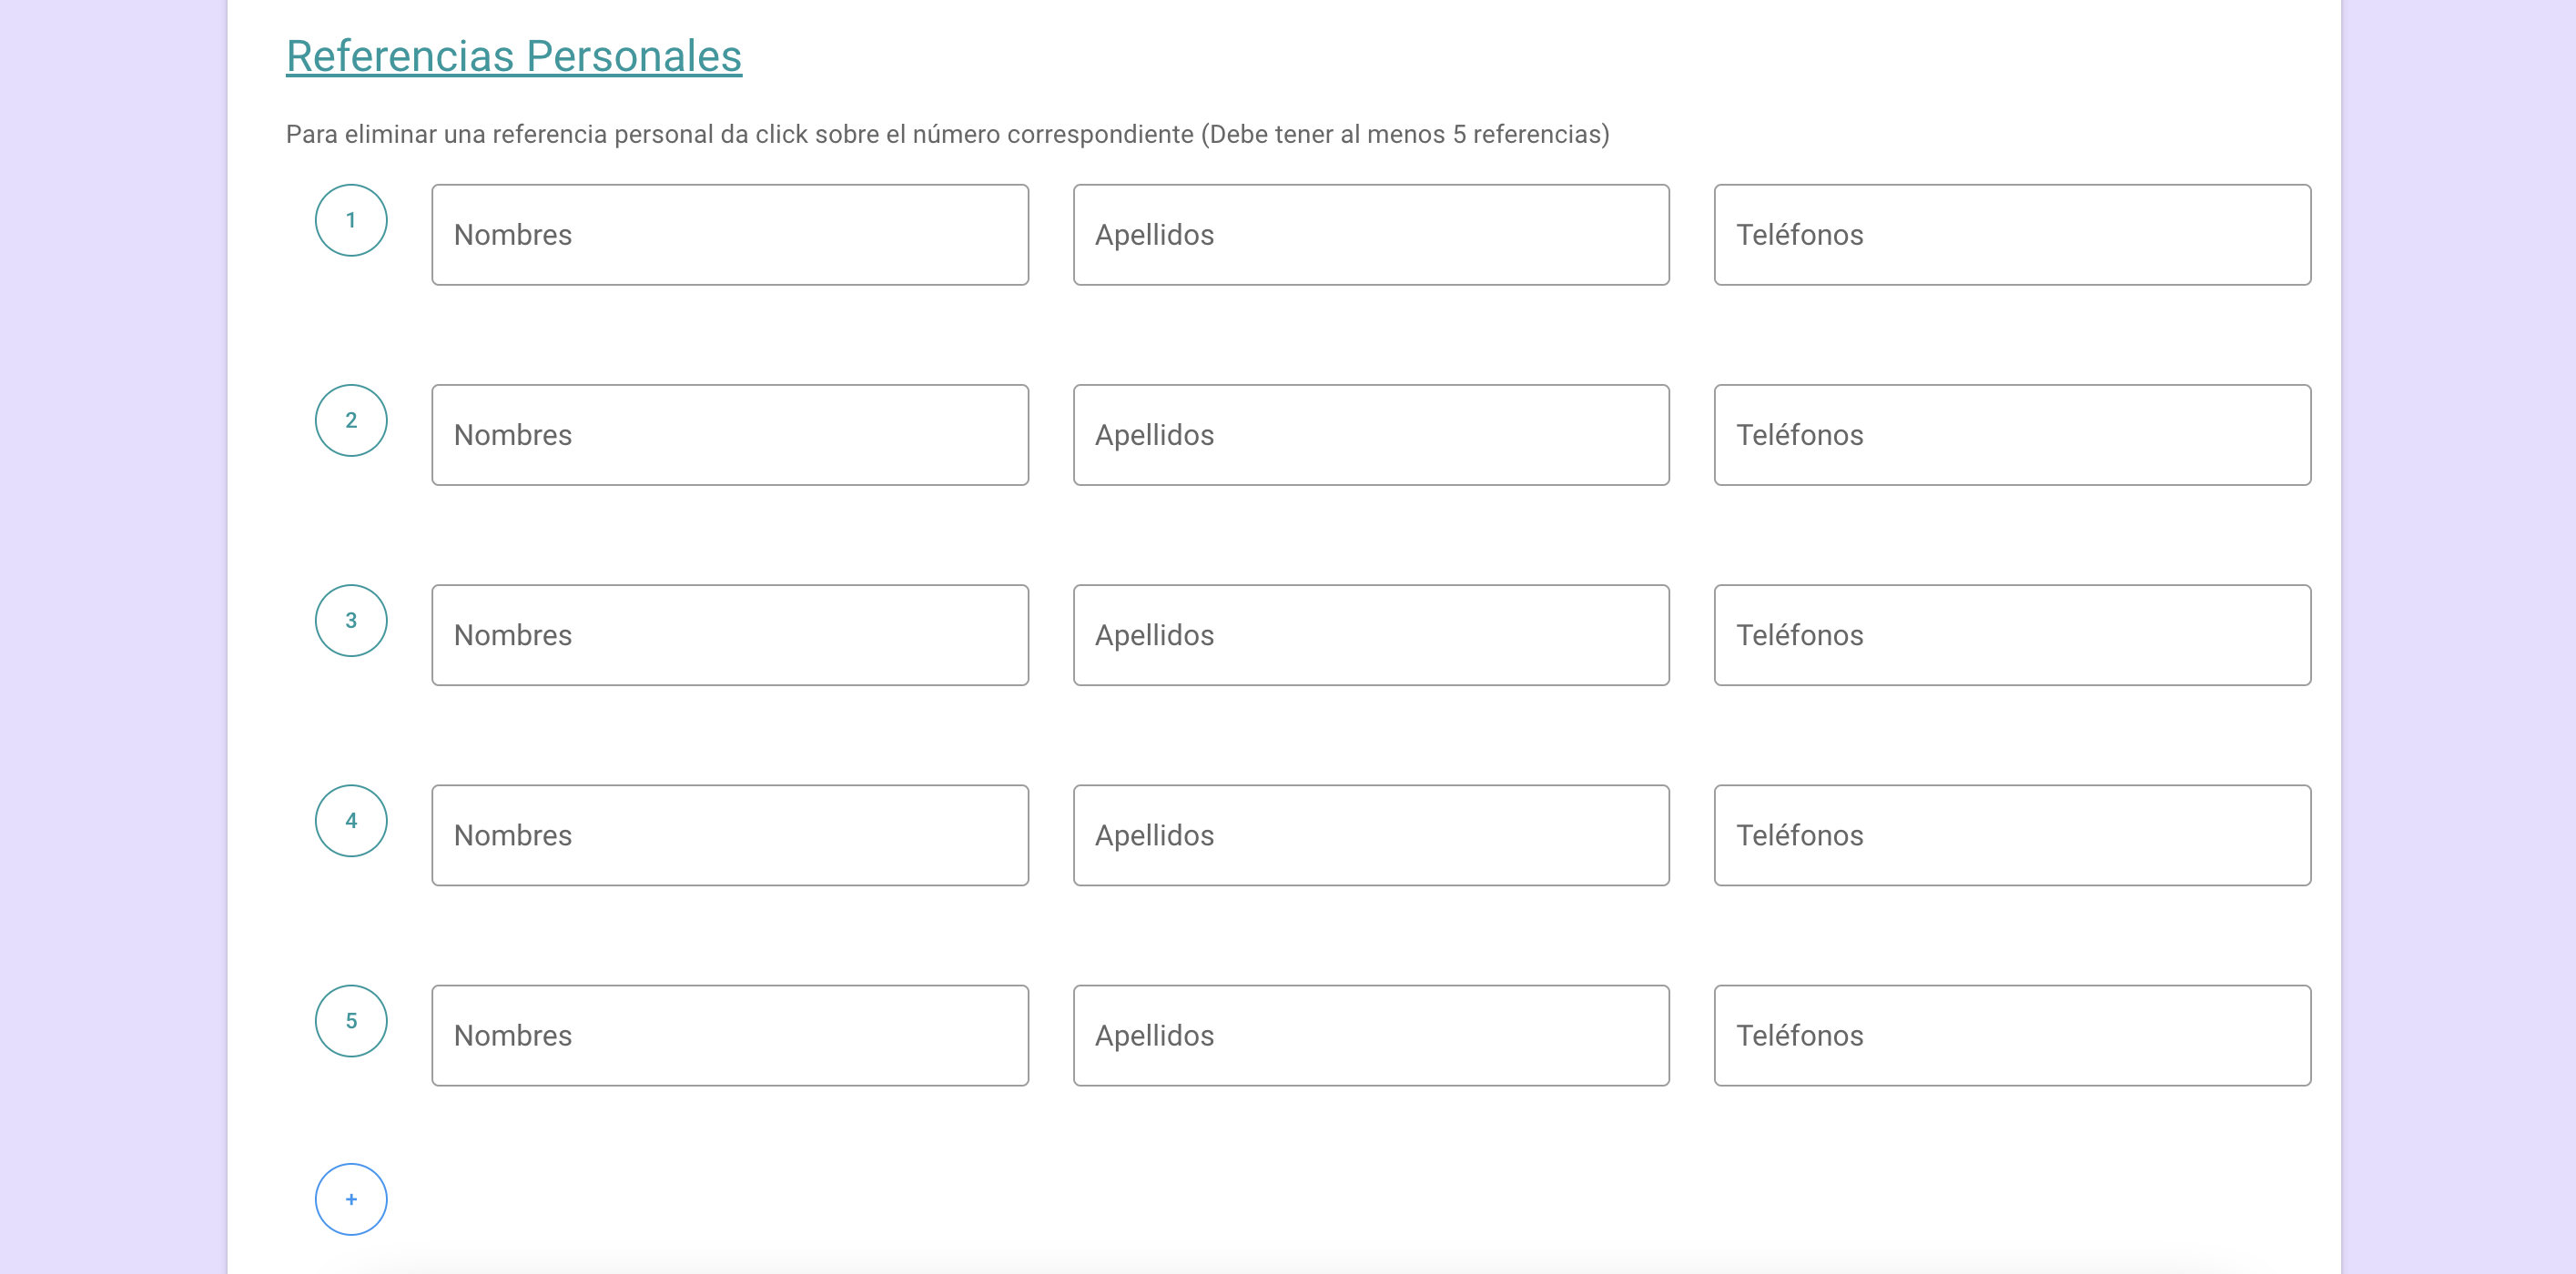 Referencias Personales
Para eliminar una referencia personal da click sobre el número correspondiente (Debe tener al menos 5 referencias)
1 Nombres Apellidos Teléfonos
2 Nombres Apellidos Teléfonos
3 Nombres Apellidos Teléfonos
4 Nombres Apellidos Teléfonos
5 Nombres Apellidos Teléfonos
+